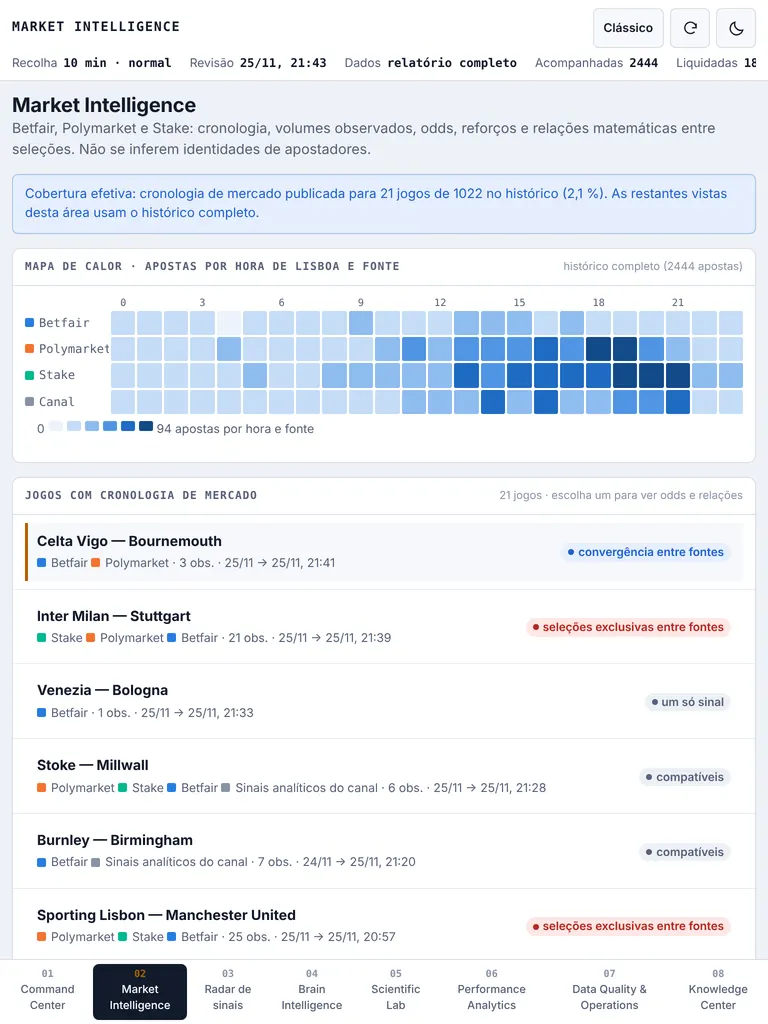 MARKET INTELLIGENCE
Clássico
Recolha 10 min · normal Revisão 25/11, 21:43 Dados relatório completo Acompanhadas 2444 Liquidadas 18
Market Intelligence
Betfair, Polymarket e Stake: cronologia, volumes observados, odds, reforços e relações matemáticas entre
seleções. Não se inferem identidades de apostadores.
Cobertura efetiva: cronologia de mercado publicada para 21 jogos de 1022 no histórico (2,1 %). As restantes vistas
desta área usam o histórico completo.
MAPA DE CALOR · APOSTAS POR HORA DE LISBOA E FONTE
histórico completo (2444 apostas)
0 3 6 9 12 15 18 21
Betfair
Polymarket
Stake
Canal
0 94 apostas por hora e fonte
JOGOS COM CRONOLOGIA DE MERCADO
21 jogos · escolha um para ver odds e relações
Celta Vigo — Bournemouth
Betfair Polymarket · 3 obs. · 25/11 → 25/11, 21:41
convergência entre fontes
Inter Milan — Stuttgart
Stake Polymarket Betfair · 21 obs. · 25/11 → 25/11, 21:39
seleções exclusivas entre fontes
Venezia — Bologna
Betfair · 1 obs. · 25/11 → 25/11, 21:33
um só sinal
Stoke — Millwall
Polymarket Stake Betfair Sinais analíticos do canal · 6 obs. · 25/11 → 25/11, 21:28
compatíveis
Burnley — Birmingham
Betfair Sinais analíticos do canal · 7 obs. · 24/11 → 25/11, 21:20
compatíveis
Sporting Lisbon — Manchester United
Polymarket Stake Betfair · 25 obs. · 25/11 → 25/11, 20:57
seleções exclusivas entre fontes
01 02 03 04 05 06 07 08
Command Market Radar de Brain Scientific Performance Data Quality & Knowledge
Center Intelligence sinais Intelligence Lab Analytics Operations Center